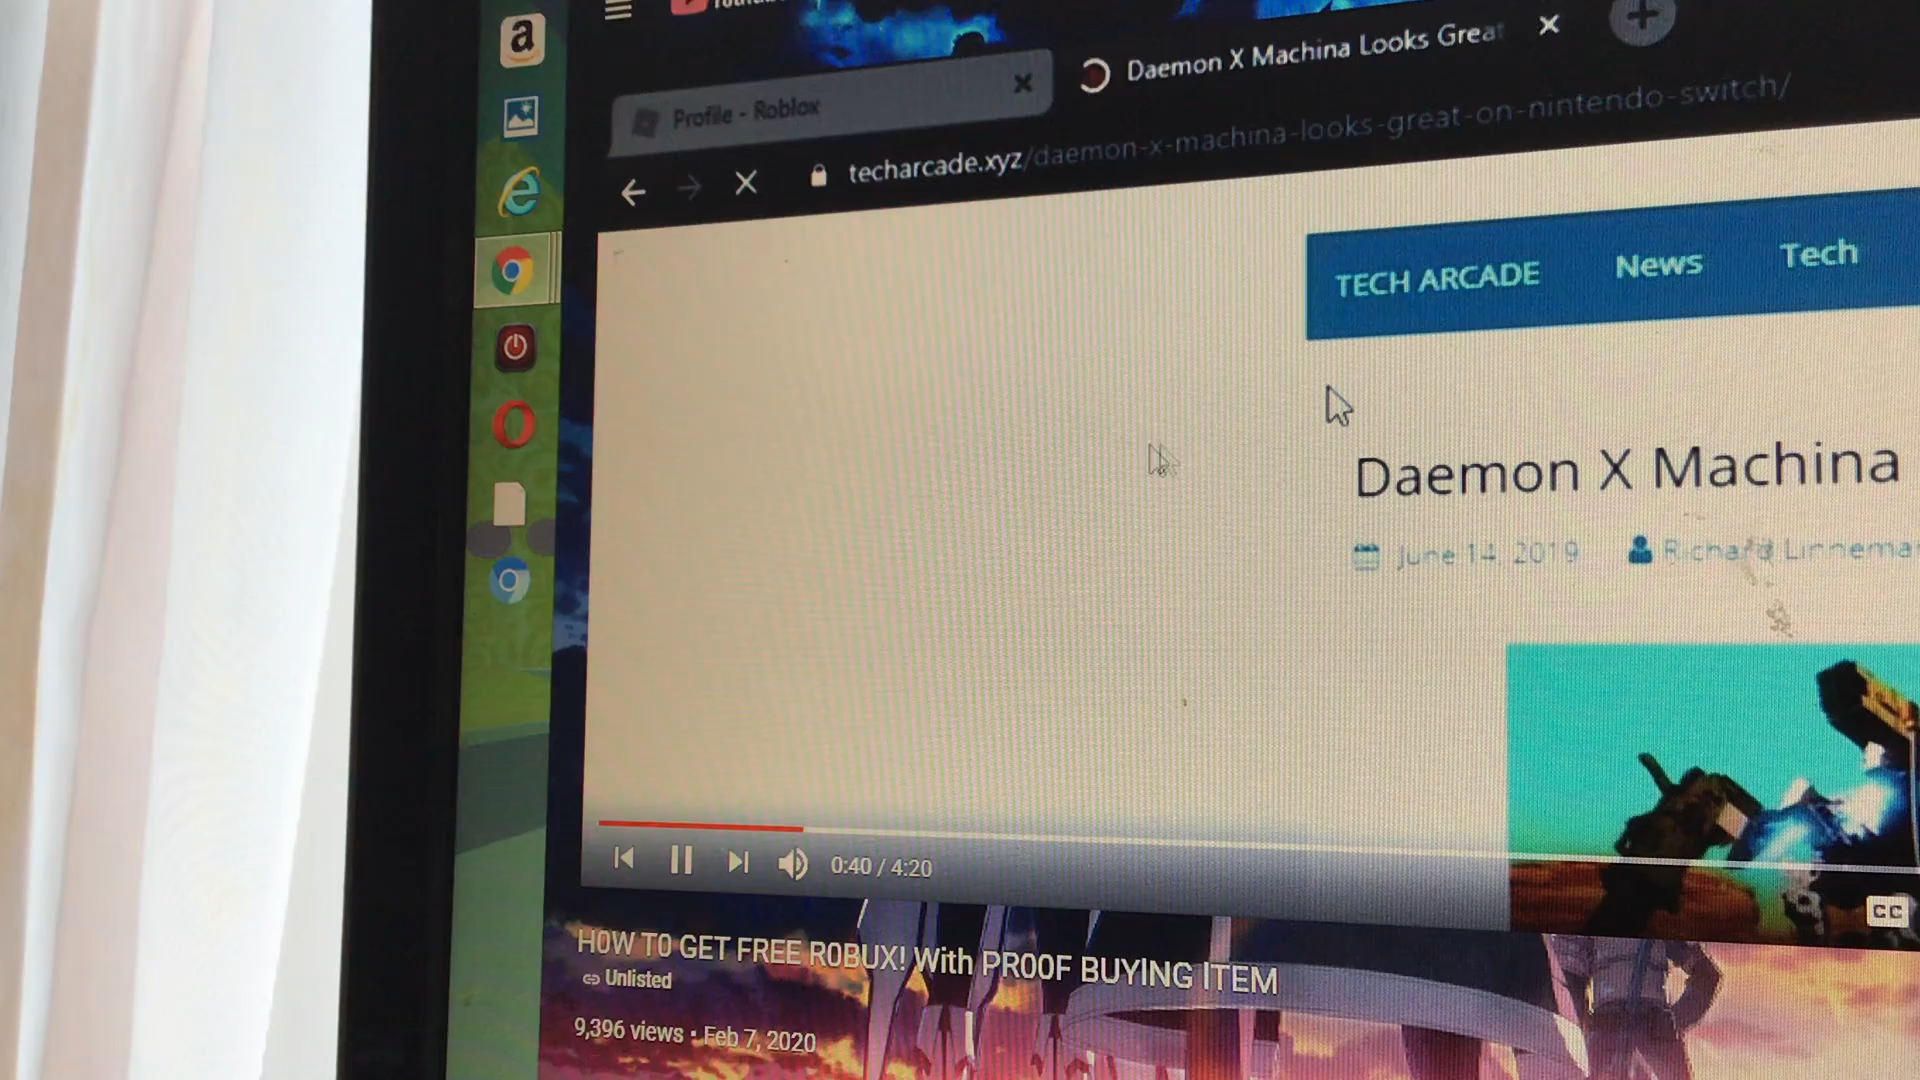 Profile - Roblox
Daemon X Machina Looks Great
techarcade.xyz/daemon-x-machina-looks-great-on-nintendo-switch/
TECH ARCADE News Tech
Daemon X Machina
June 14, 2019 Richard
0:40 / 4:20
CC
HOW TO GET FREE ROBUX! With PROOF BUYING ITEM
Unlisted
9,396 views • Feb 7, 2020